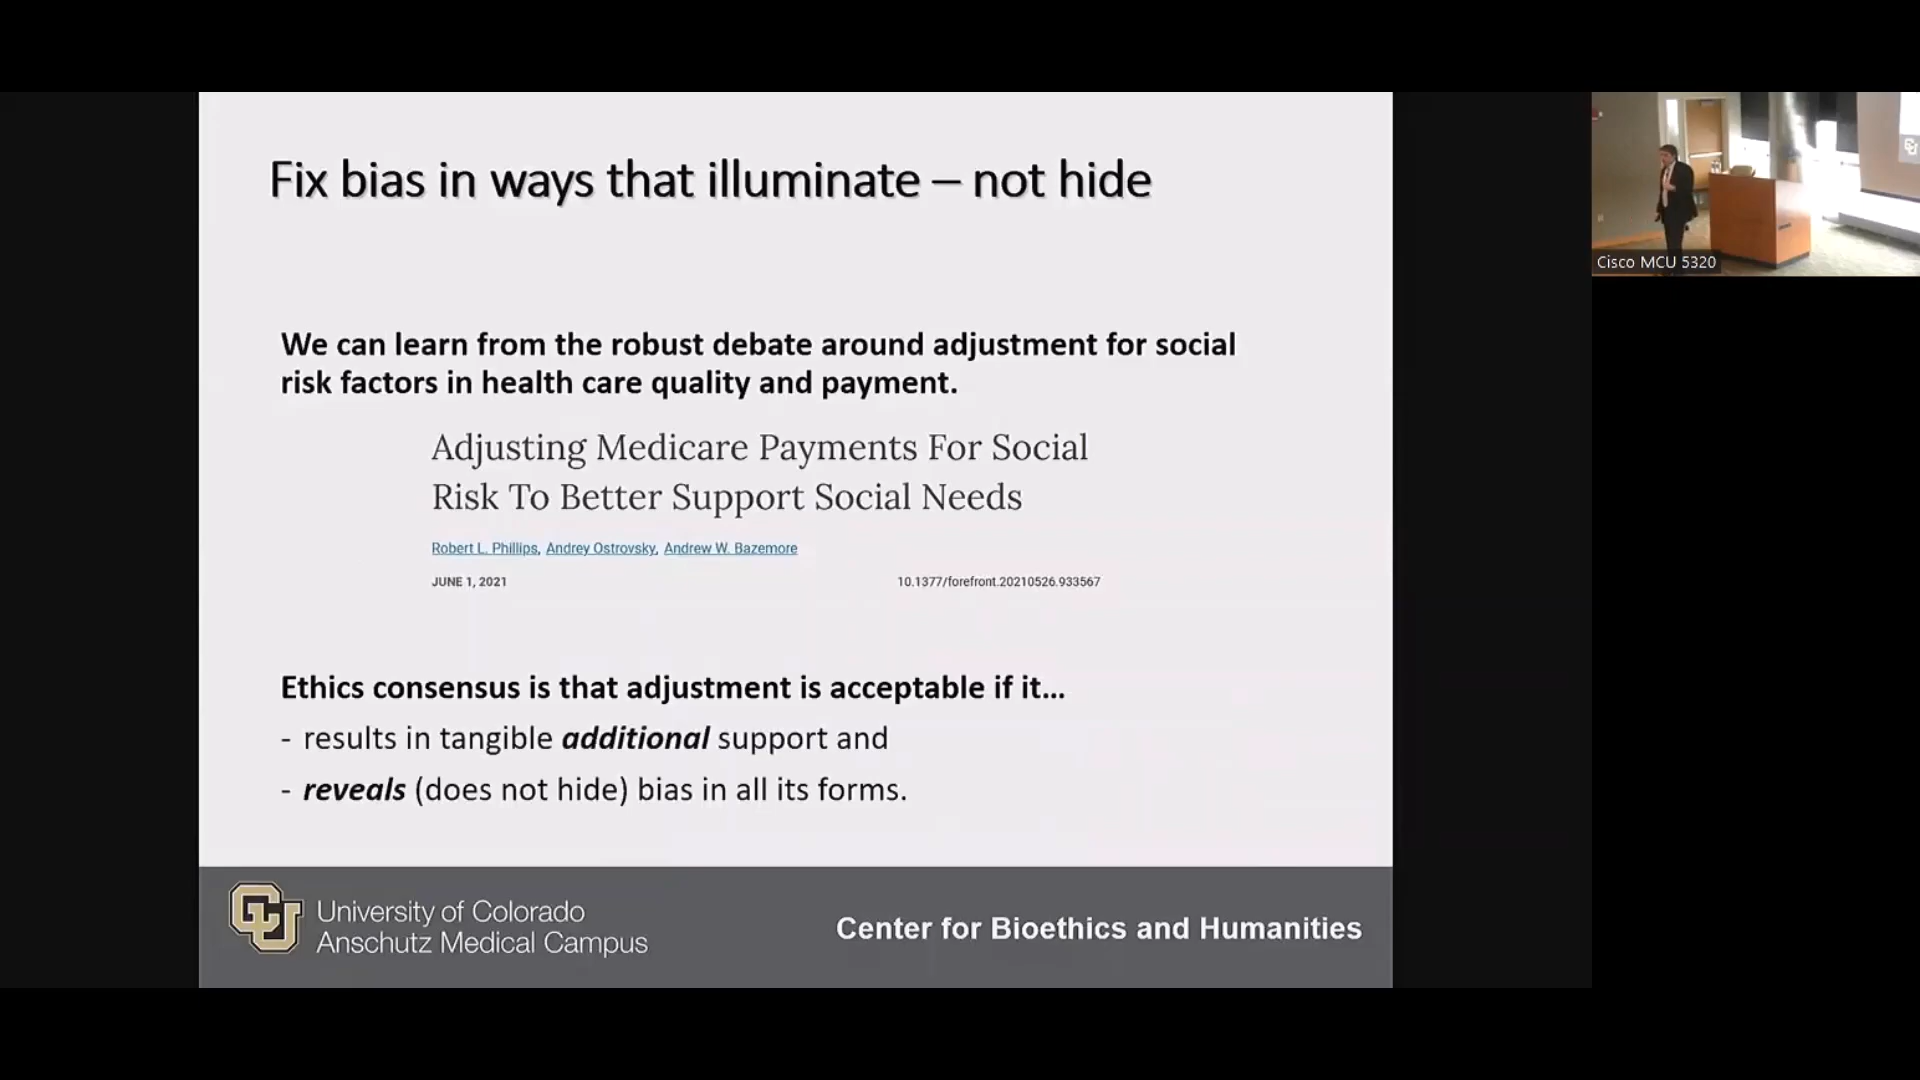 Fix bias in ways that illuminate – not hide
We can learn from the robust debate around adjustment for social
risk factors in health care quality and payment.
Adjusting Medicare Payments For Social
Risk To Better Support Social Needs
Robert L. Phillips, Andrey Ostrovsky, Andrew W. Bazemore
JUNE 1, 2021 10.1377/forefront.20210526.933567
Ethics consensus is that adjustment is acceptable if it...
- results in tangible additional support and
- reveals (does not hide) bias in all its forms.
CU
University of Colorado
Anschutz Medical Campus
Center for Bioethics and Humanities
Cisco MCU 5320